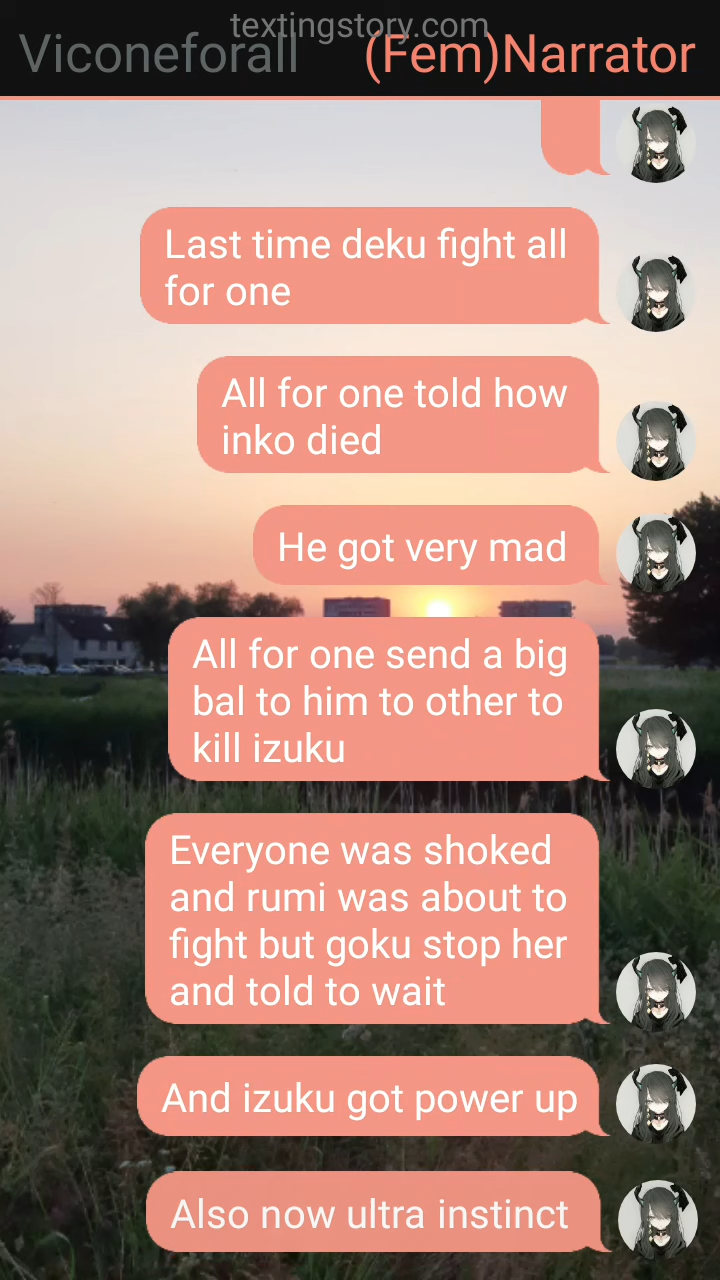 textingstory.com
Viconeforall
(Fem)Narrator
Last time deku fight all
for one
All for one told how
inko died
He got very mad
All for one send a big
bal to him to other to
kill izuku
Everyone was shoked
and rumi was about to
fight but goku stop her
and told to wait
And izuku got power up
Also now ultra instinct